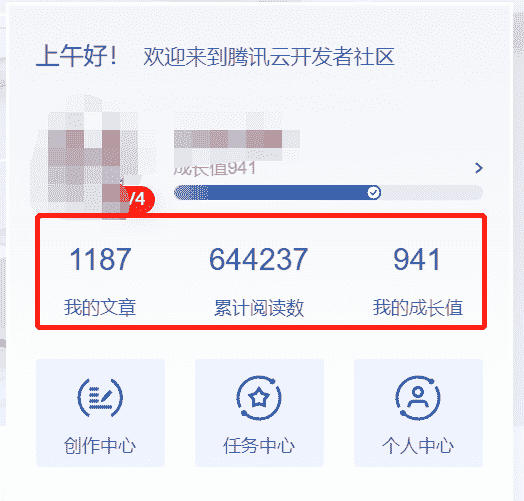 上午好！ 欢迎来到腾讯云开发者社区
成长值941
/4
1187 644237 941
我的文章 累计阅读数 我的成长值
创作中心 任务中心 个人中心